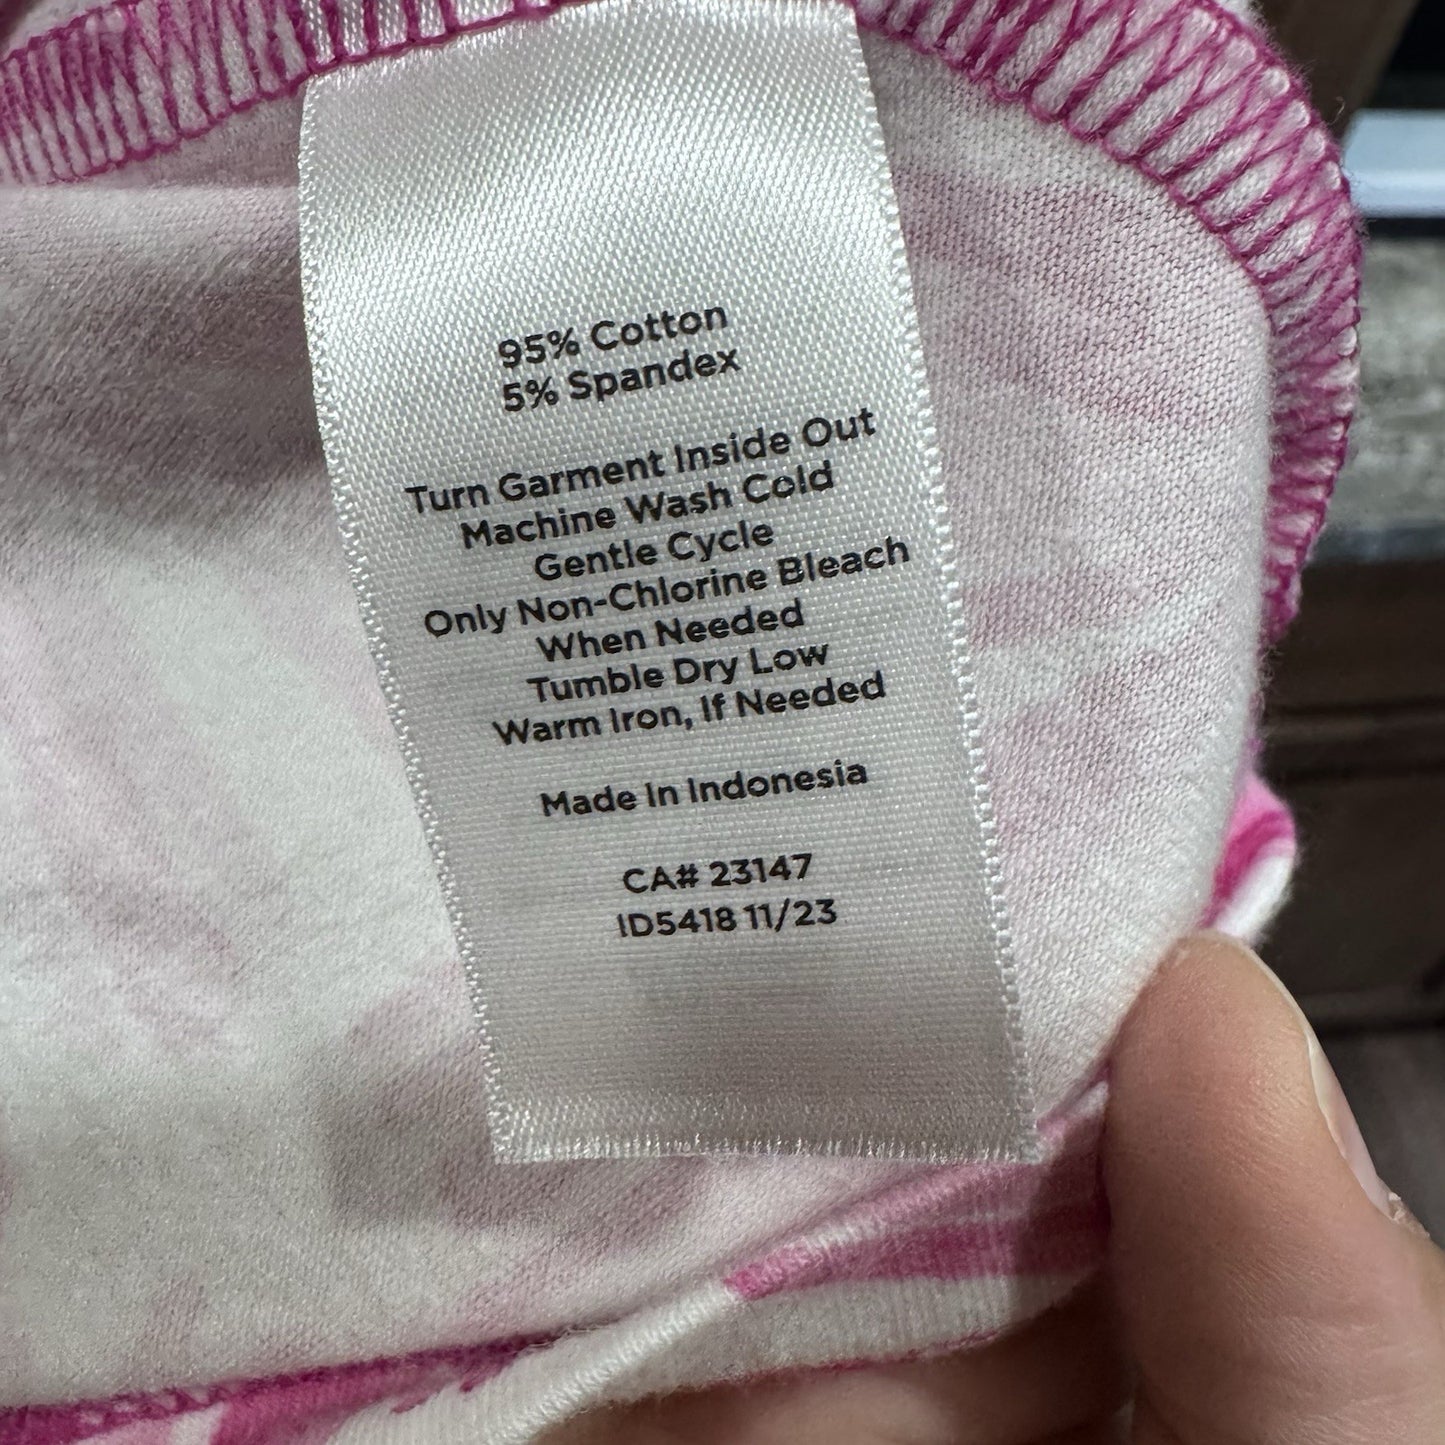 95% Cotton
5% Spandex
Turn Garment Inside Out
Machine Wash Cold
Gentle Cycle
Only Non-Chlorine Bleach
When Needed
Tumble Dry Low
Warm Iron, If Needed
Made In Indonesia
CA# 23147
ID5418 11/23